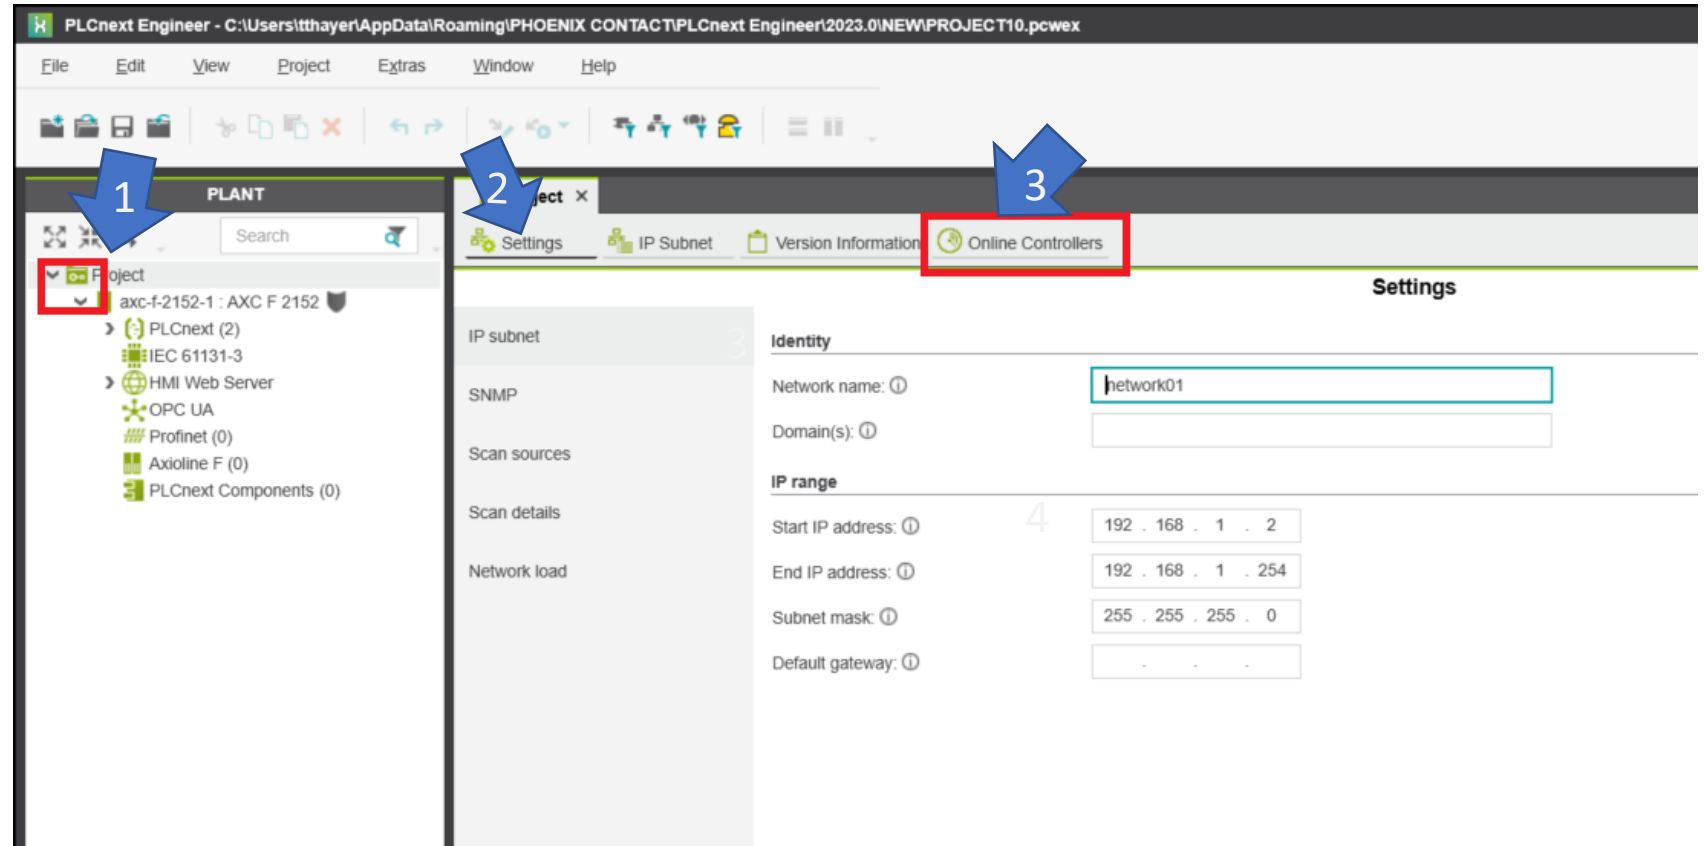 PLCnext Engineer - C:\Users\tthayer\AppData\Roaming\PHOENIX CONTACT\PLCnext Engineer\2023.0\NEW\PROJECT10.pcwex
File Edit View Project Extras Window Help
1
2
3
PLANT
ject ×
Search
Settings IP Subnet Version Information Online Controllers
Project
axc-f-2152-1 : AXC F 2152
PLCnext (2)
IEC 61131-3
HMI Web Server
OPC UA
Profinet (0)
Axioline F (0)
PLCnext Components (0)
Settings
IP subnet
SNMP
Scan sources
Scan details
Network load
3
Identity
Network name:
network01
Domain(s):
IP range
4
Start IP address:
192 . 168 . 1 . 2
End IP address:
192 . 168 . 1 . 254
Subnet mask:
255 . 255 . 255 . 0
Default gateway:
. . .